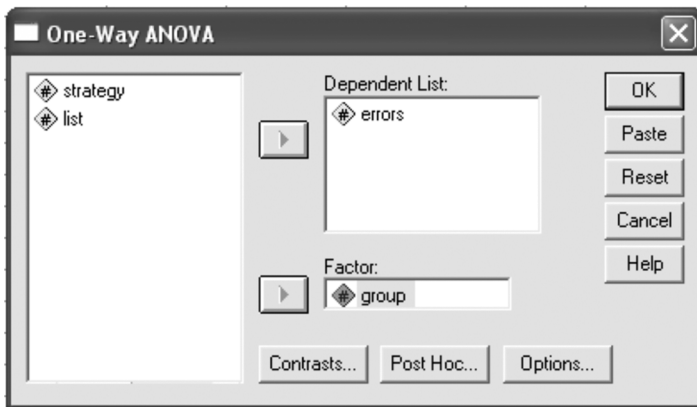 One-Way ANOVA
strategy
list
Dependent List:
errors
Factor:
group
OK
Paste
Reset
Cancel
Help
Contrasts...
Post Hoc...
Options...